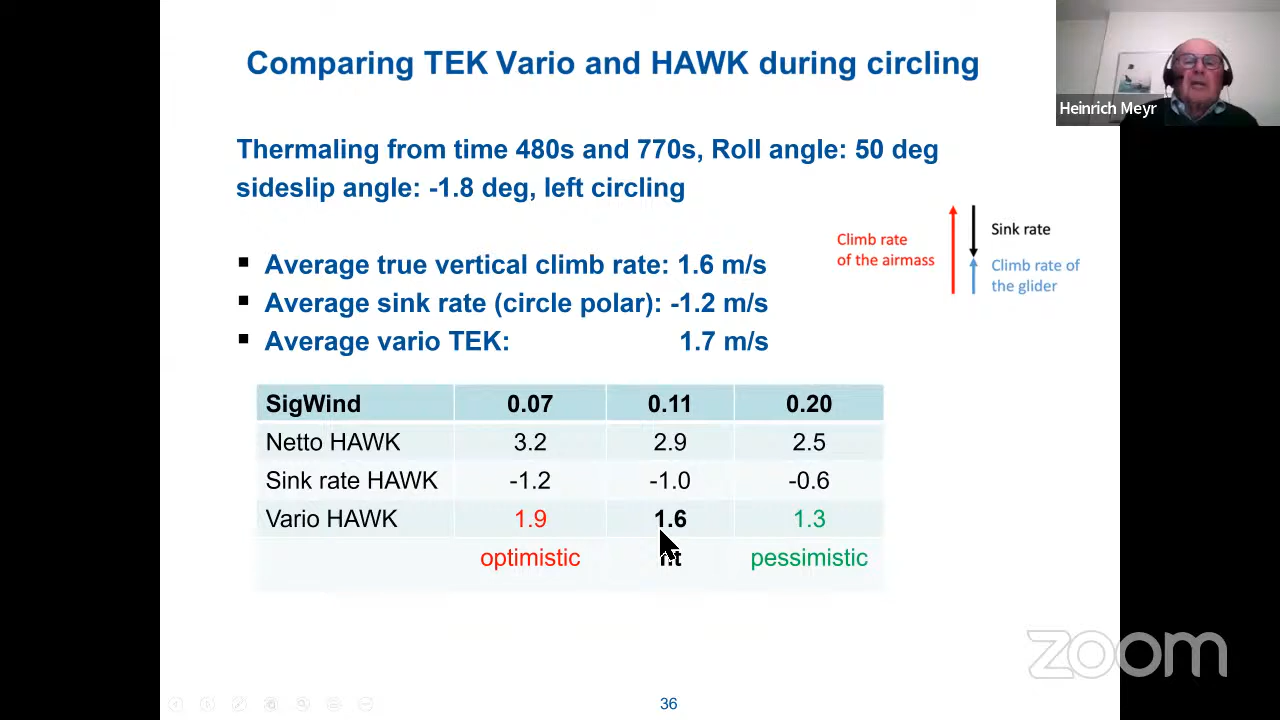 Comparing TEK Vario and HAWK during circling
Heinrich Meyr
Thermaling from time 480s and 770s, Roll angle: 50 deg
sideslip angle: -1.8 deg, left circling
Climb rate
of the airmass
Sink rate
Climb rate of
the glider
▪ Average true vertical climb rate: 1.6 m/s
▪ Average sink rate (circle polar): -1.2 m/s
▪ Average vario TEK: 1.7 m/s
SigWind 0.07 0.11 0.20
Netto HAWK 3.2 2.9 2.5
Sink rate HAWK -1.2 -1.0 -0.6
Vario HAWK 1.9 1.6 1.3
optimistic pessimistic
zoom
36